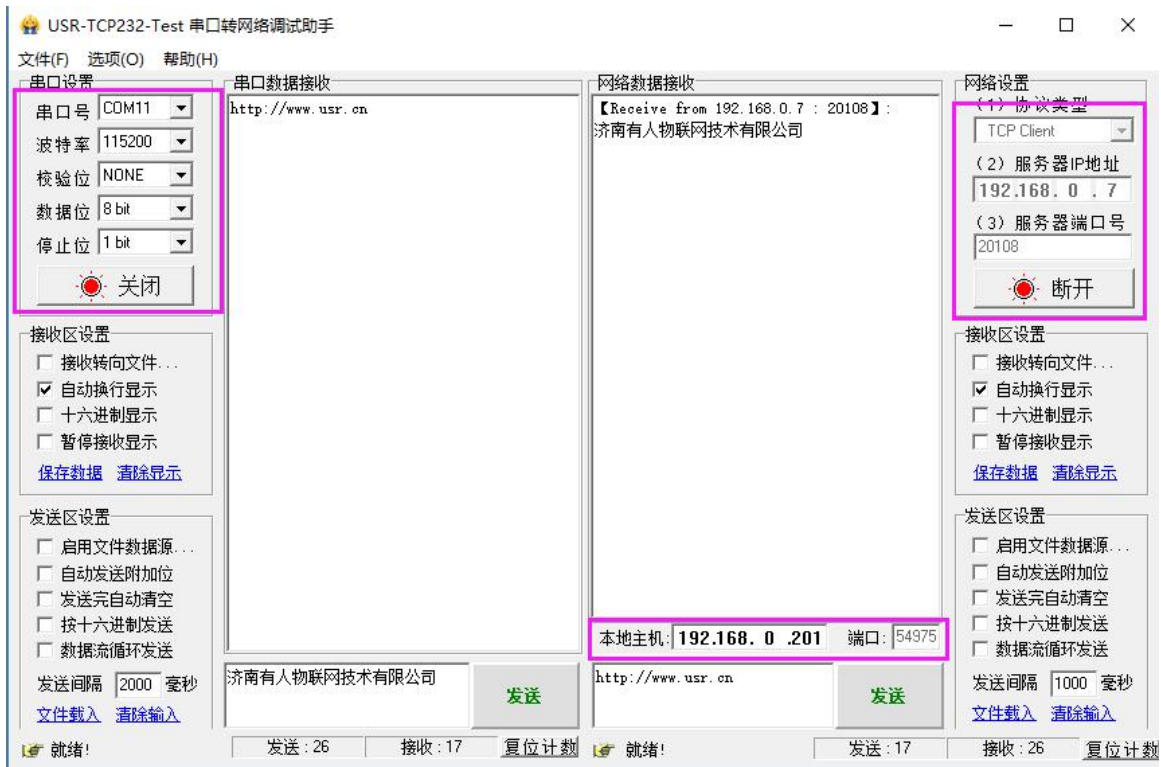 USR-TCP232-Test 串口转网络调试助手
文件(F) 选项(O) 帮助(H)
串口设置
串口号 COM11
波特率 115200
校验位 NONE
数据位 8 bit
停止位 1 bit
关闭
接收区设置
接收转向文件...
自动换行显示
十六进制显示
暂停接收显示
保存数据 清除显示
发送区设置
启用文件数据源...
自动发送附加位
发送完自动清空
按十六进制发送
数据流循环发送
发送间隔 2000 毫秒
文件载入 清除输入
就绪!
串口数据接收
http://www.usr.cn
济南有人物联网技术有限公司
发送
发送 : 26 接收 : 17 复位计数
网络数据接收
【Receive from 192.168.0.7 : 20108】:
济南有人物联网技术有限公司
本地主机: 192.168. 0 .201 端口: 54975
http://www.usr.cn
发送
就绪! 发送 : 17 接收 : 26 复位计数
网络设置
(1) 协议类型
TCP Client
(2) 服务器IP地址
192.168. 0 . 7
(3) 服务器端口号
20108
断开
接收区设置
接收转向文件...
自动换行显示
十六进制显示
暂停接收显示
保存数据 清除显示
发送区设置
启用文件数据源...
自动发送附加位
发送完自动清空
按十六进制发送
数据流循环发送
发送间隔 1000 毫秒
文件载入 清除输入